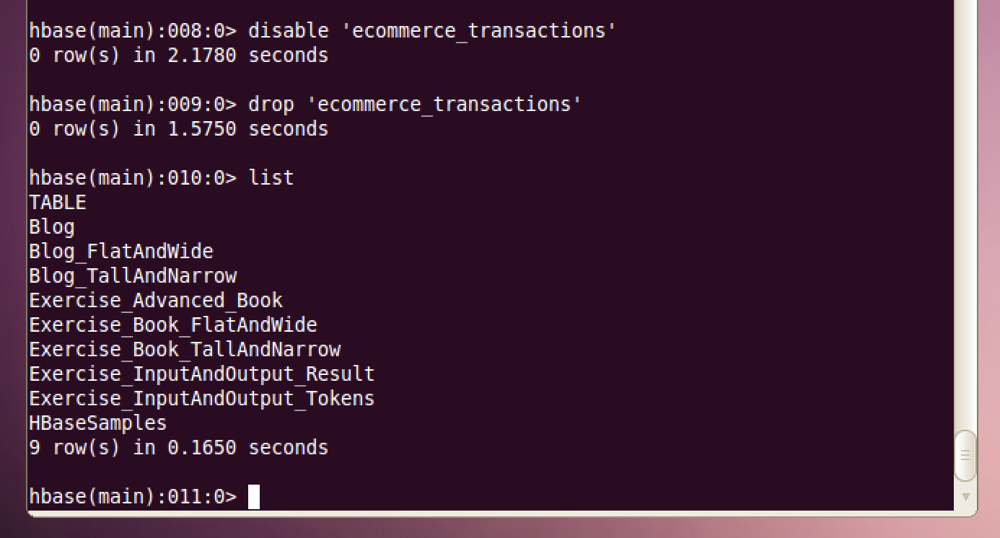 hbase(main):008:0> disable 'ecommerce_transactions'
0 row(s) in 2.1780 seconds
hbase(main):009:0> drop 'ecommerce_transactions'
0 row(s) in 1.5750 seconds
hbase(main):010:0> list
TABLE
Blog
Blog_FlatAndWide
Blog_TallAndNarrow
Exercise_Advanced_Book
Exercise_Book_FlatAndWide
Exercise_Book_TallAndNarrow
Exercise_InputAndOutput_Result
Exercise_InputAndOutput_Tokens
HBaseSamples
9 row(s) in 0.1650 seconds
hbase(main):011:0>